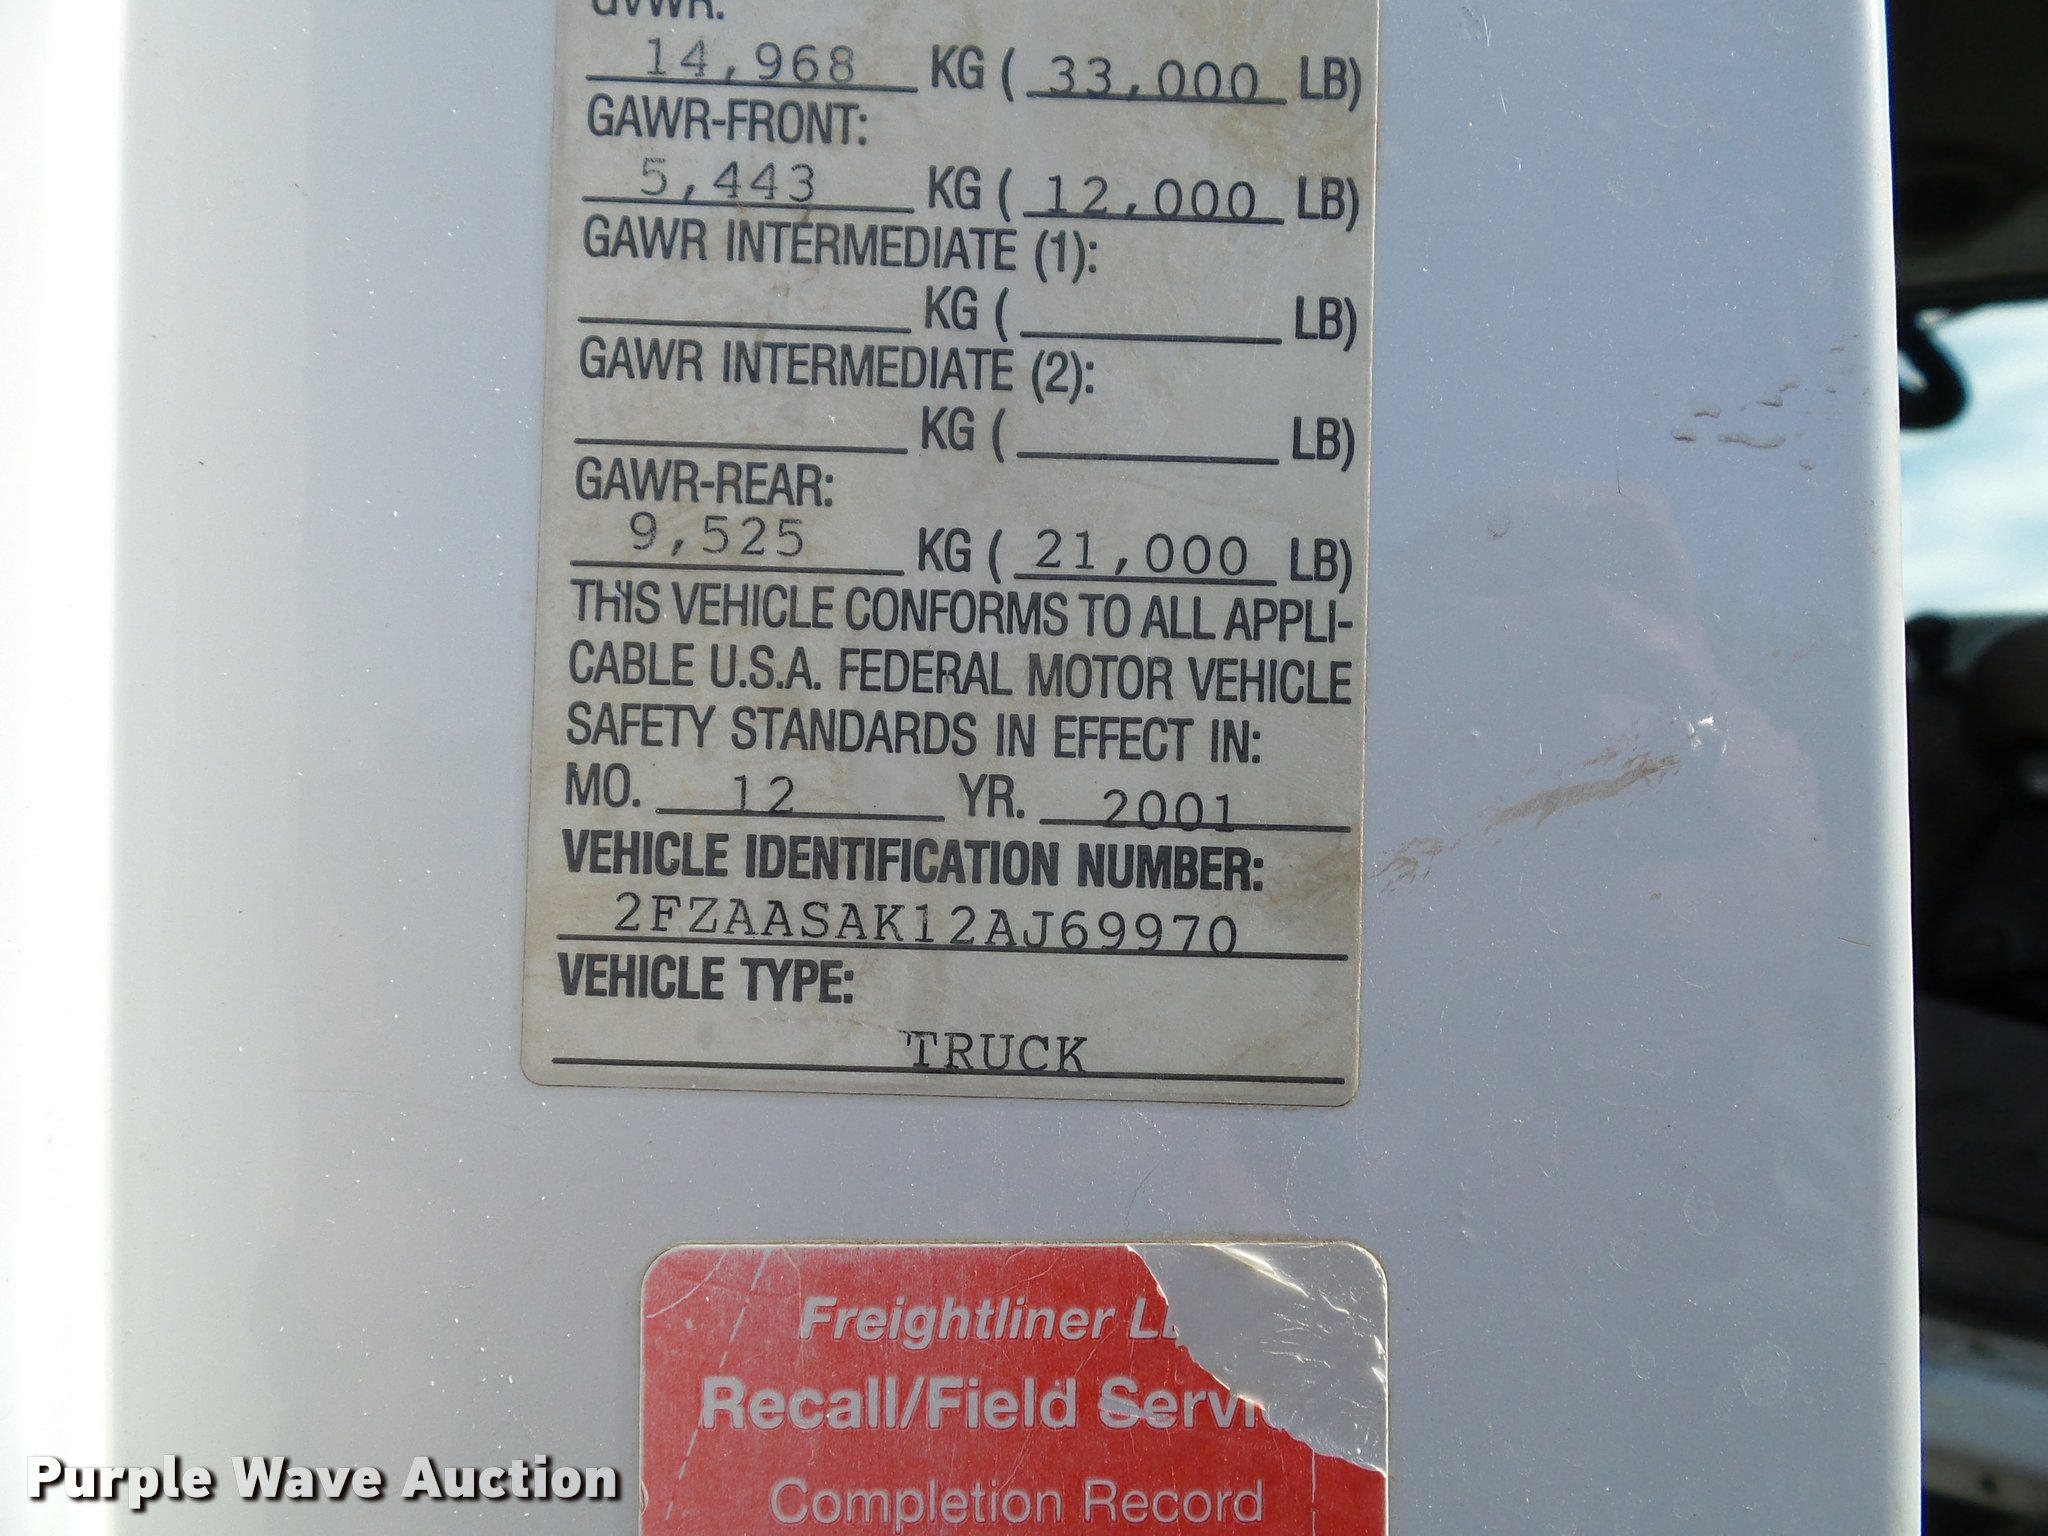 GVWR:
14,968 KG ( 33,000 LB)
GAWR-FRONT:
5,443 KG ( 12,000 LB)
GAWR INTERMEDIATE (1):
KG ( LB)
GAWR INTERMEDIATE (2):
KG ( LB)
GAWR-REAR:
9,525 KG ( 21,000 LB)
THIS VEHICLE CONFORMS TO ALL APPLI-
CABLE U.S.A. FEDERAL MOTOR VEHICLE
SAFETY STANDARDS IN EFFECT IN:
MO. 12 YR. 2001
VEHICLE IDENTIFICATION NUMBER:
2FZAASAK12AJ69970
VEHICLE TYPE:
TRUCK
Freightliner
Recall/Field
Completion Record
Purple Wave Auction